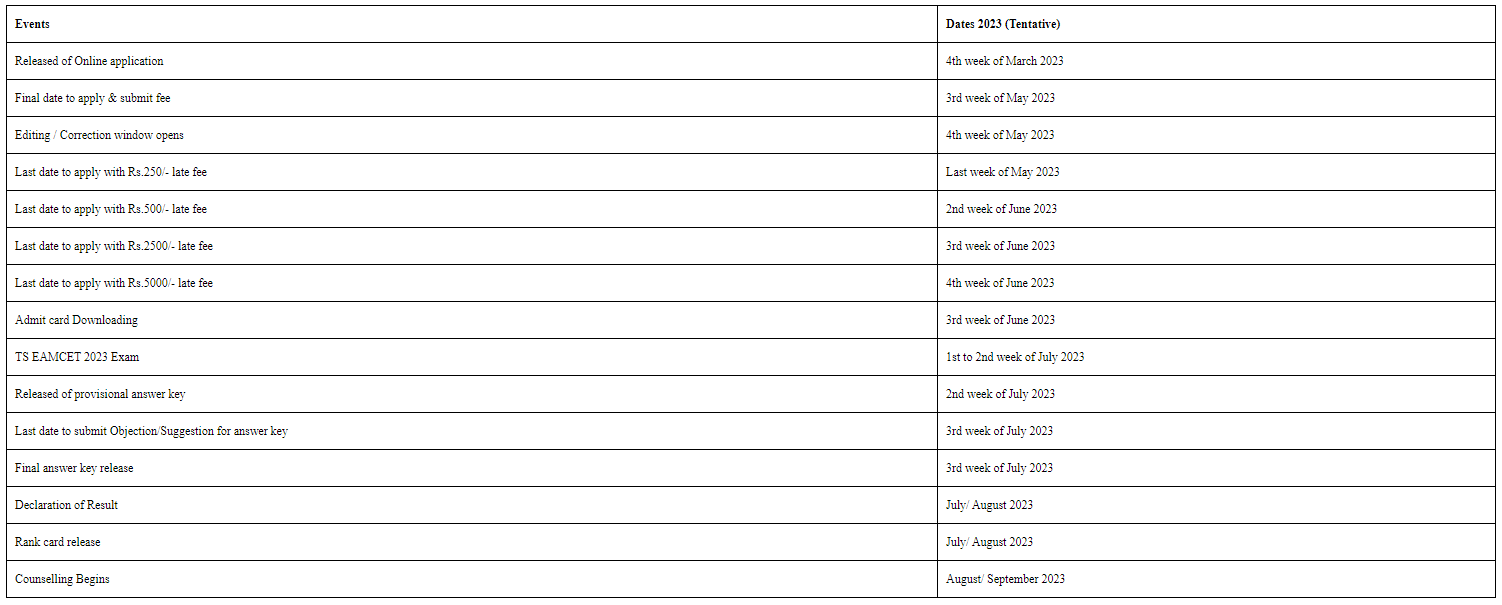 Events Dates 2023 (Tentative)
Released of Online application 4th week of March 2023
Final date to apply & submit fee 3rd week of May 2023
Editing / Correction window opens 4th week of May 2023
Last date to apply with Rs.250/- late fee Last week of May 2023
Last date to apply with Rs.500/- late fee 2nd week of June 2023
Last date to apply with Rs.2500/- late fee 3rd week of June 2023
Last date to apply with Rs.5000/- late fee 4th week of June 2023
Admit card Downloading 3rd week of June 2023
TS EAMCET 2023 Exam 1st to 2nd week of July 2023
Released of provisional answer key 2nd week of July 2023
Last date to submit Objection/Suggestion for answer key 3rd week of July 2023
Final answer key release 3rd week of July 2023
Declaration of Result July/ August 2023
Rank card release July/ August 2023
Counselling Begins August/ September 2023